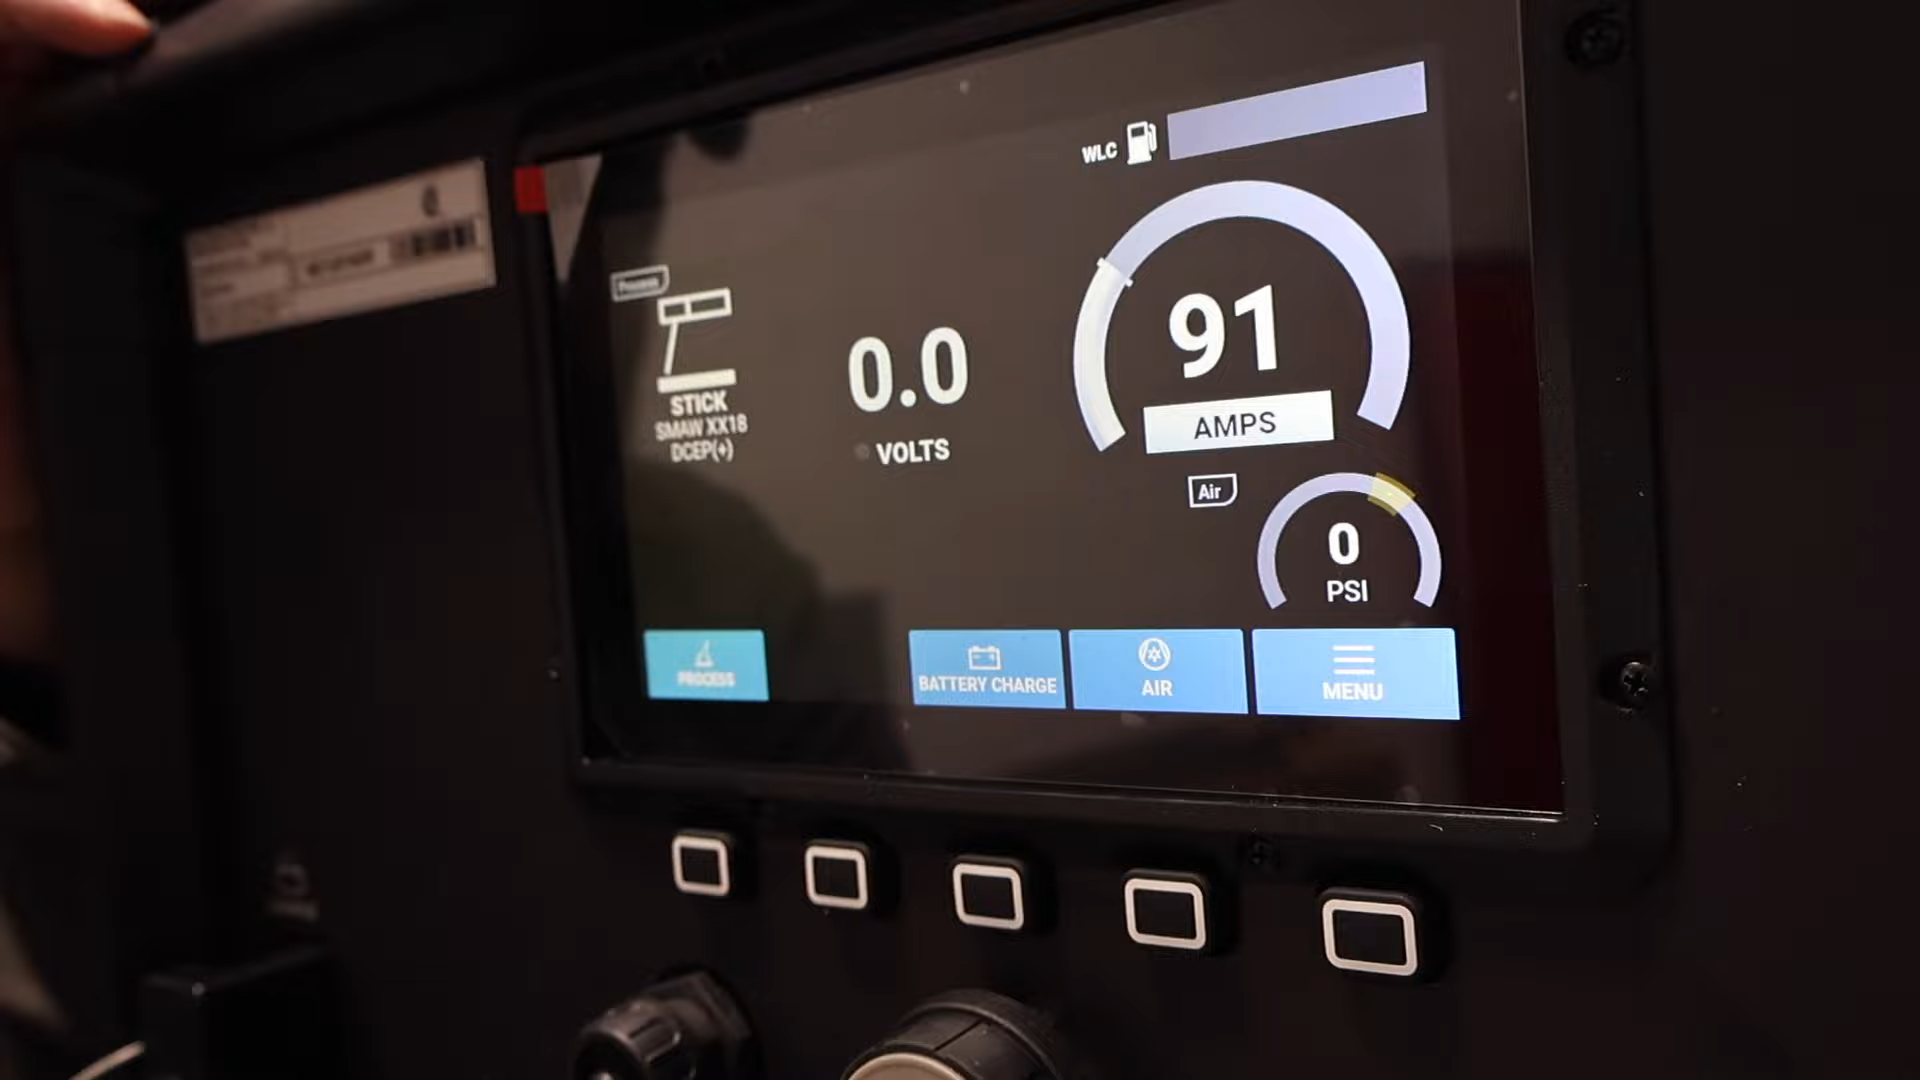 WLC
Process
STICK
SMAW XX18
DCEP(+)
0.0
VOLTS
91
AMPS
Air
0
PSI
PROCESS
BATTERY CHARGE
AIR
MENU